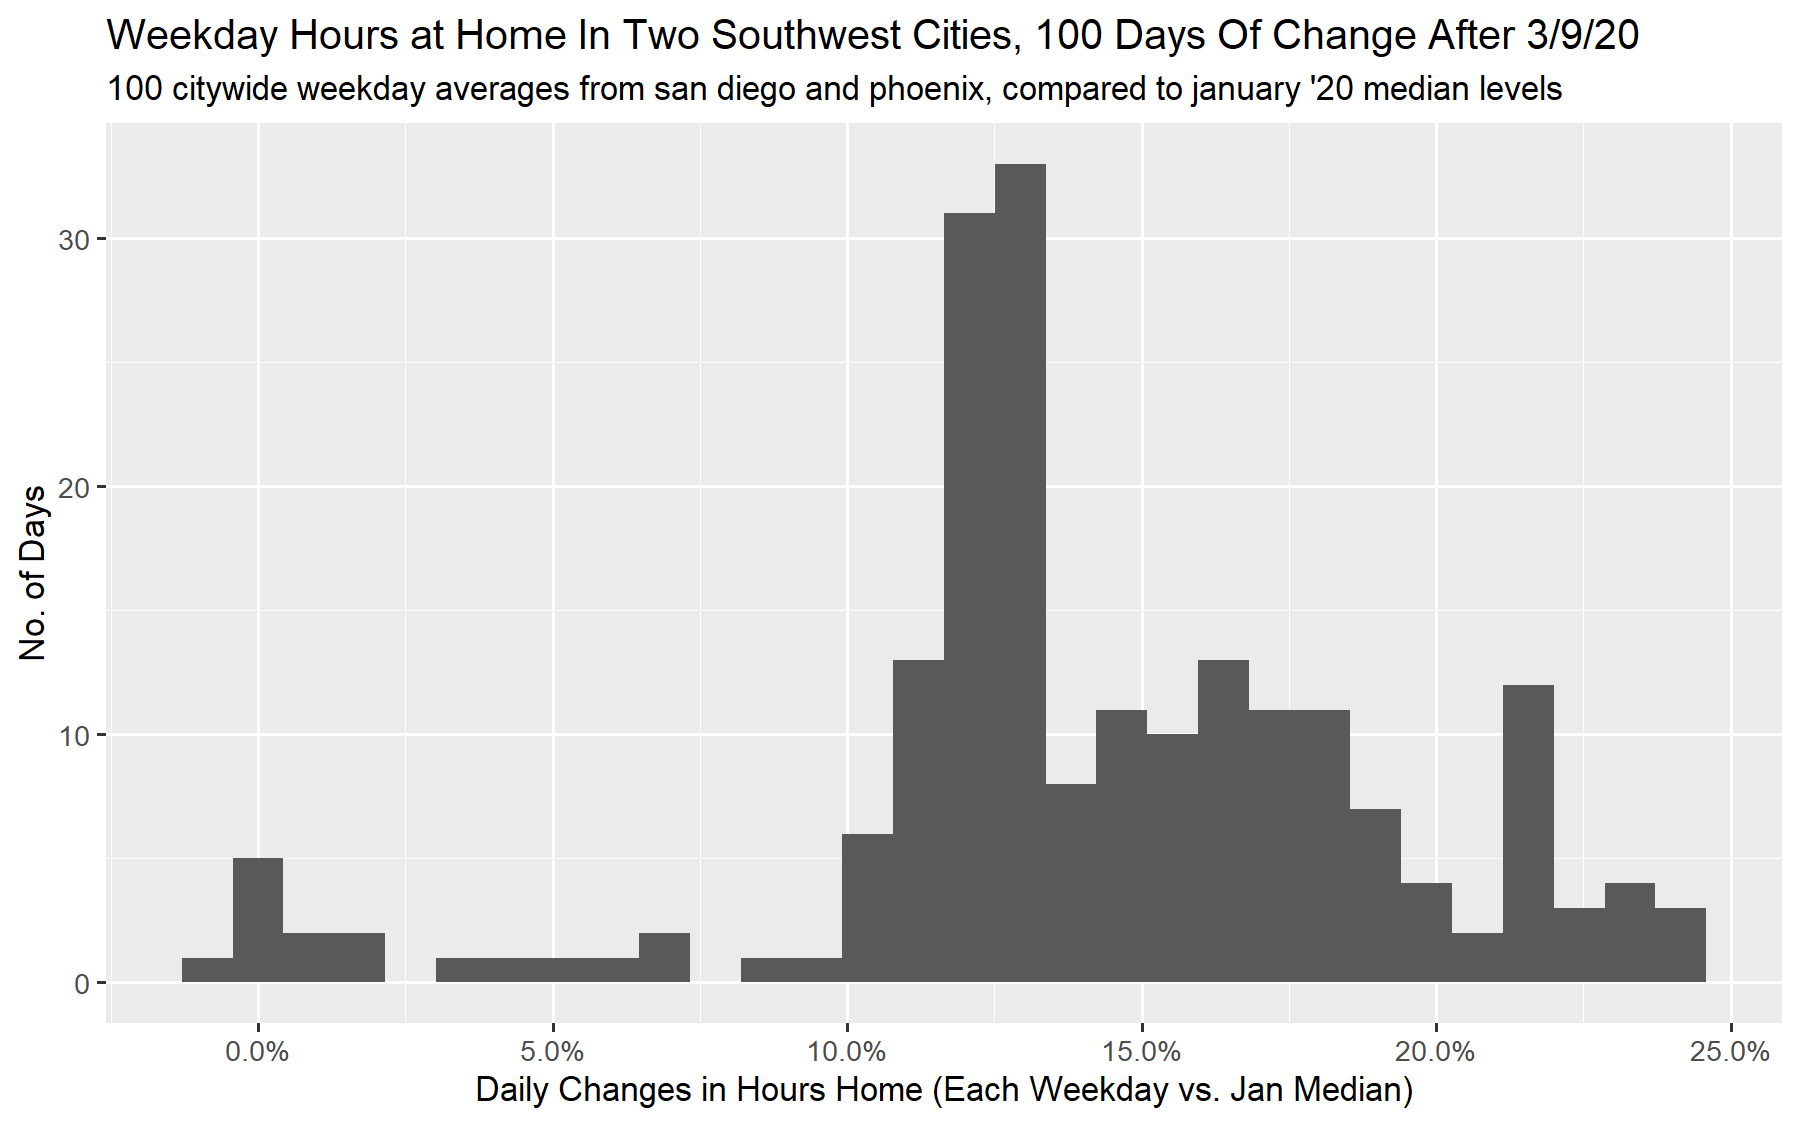 Weekday Hours at Home In Two Southwest Cities, 100 Days Of Change After 3/9/20
100 citywide weekday averages from san diego and phoenix, compared to january '20 median levels
No. of Days
30
20
10
0
0.0% 5.0% 10.0% 15.0% 20.0% 25.0%
Daily Changes in Hours Home (Each Weekday vs. Jan Median)